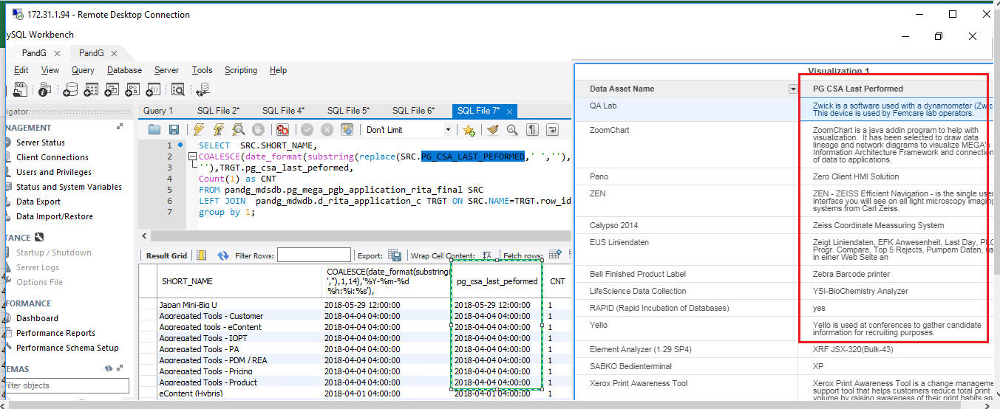 172.31.1.94 - Remote Desktop Connection
ySQL Workbench
PandG
PandG
Edit View Query Database Server Tools Scripting Help
igator
NAGEMENT
Server Status
Client Connections
Users and Privileges
Status and System Variables
Data Export
Data Import/Restore
TANCE
Startup / Shutdown
Server Logs
Options File
FORMANCE
Dashboard
Performance Reports
Performance Schema Setup
EMAS
Filter objects
Query 1 SQL File 2* SQL File 4* SQL File 5* SQL File 6* SQL File 7*
Don't Limit
1 SELECT SRC.SHORT_NAME,
2 COALESCE(date_format(substring(replace(SRC.PG_CSA_LAST_PEFORMED,' ',''),
3 ''),TRGT.pg_csa_last_peformed,
4 Count(1) as CNT
5 FROM pandg_mdsdb.pg_mega_pgb_application_rita_final SRC
6 LEFT JOIN pandg_mdwdb.d_rita_application_c TRGT ON SRC.NAME=TRGT.row_id
7 group by 1;
Result Grid Filter Rows: Export: Wrap Cell Content: Fetch rows:
SHORT_NAME
COALESCE(date_format(substring(
',''),1,14),'%Y-%m-%d
%h:%i:%s'),
pg_csa_last_peformed
CNT
Japan Mini-Big U 2018-05-29 12:00:00 2018-05-29 12:00:00 1
Aggregated Tools - Customer 2018-04-04 04:00:00 2018-04-04 04:00:00 1
Aggregated tools - eContent 2018-04-04 04:00:00 2018-04-04 04:00:00 1
Aggregated Tools - IOPT 2018-04-04 04:00:00 2018-04-04 04:00:00 1
Aggregated Tools - PA 2018-04-04 04:00:00 2018-04-04 04:00:00 1
Aggregated Tools - PDM / REA 2018-04-04 04:00:00 2018-04-04 04:00:00 1
Aggregated Tools - Pricing 2018-04-04 04:00:00 2018-04-04 04:00:00 1
Aggregated Tools - Product 2018-04-04 04:00:00 2018-04-04 04:00:00 1
eContent (Hybris) 2018-04-01 04:00:00 2018-04-01 04:00:00 1
Visualization 1
Data Asset Name PG CSA Last Performed
QA Lab
Zwick is a software used with a dynamometer (Zwic
This device is used by Femcare lab operators.
ZoomChart
ZoomChart is a java addin program to help with
visualization. It has been selected to draw data
lineage and network diagrams to visualize MEGA's
Information Architecture Framework and connection
of data to applications.
Pano
Zero Client HMI Solution
ZEN
ZEN - ZEISS Efficient Navigation - is the single user
interface you will see on all light microscopy imaging
systems from Carl Zeiss.
Calypso 2014
Zeiss Coordinate Meassuring System
EUS Liniendaten
Zeigt Liniendaten, EFK Anwesenheit, Last Day, PLC
Progr. Compare, Top 5 Rejects, Pumpem Daten, us
in einer Web Seite an
Bell Finished Product Label
Zebra Barcode printer
LifeScience Data Collection
YSI-BioChemistry Analyzer
RAPID (Rapid Incubation of Databases)
yes
Yello
Yello is used at conferences to gather candidate
information for recruiting purposes.
Element Analyzer (1.29 SP4)
XRF JSX-320(Bulk-43)
SABKO Bedienterminal
XP
Xerox Print Awareness Tool
Xerox Print Awareness Tool is a change manageme
support tool that helps customers reduce total print
volume by raising awareness of their print habits and